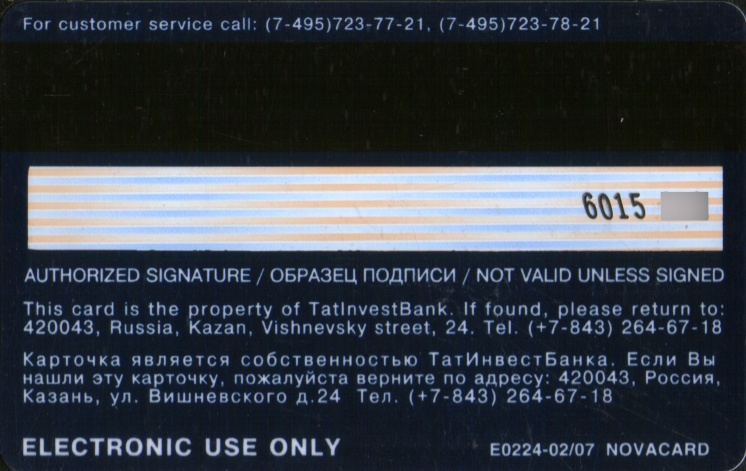 For customer service call: (7-495)723-77-21, (7-495)723-78-21
6015
AUTHORIZED SIGNATURE / ОБРАЗЕЦ ПОДПИСИ / NOT VALID UNLESS SIGNED
This card is the property of TatInvestBank. If found, please return to:
420043, Russia, Kazan, Vishnevsky street, 24. Tel. (+7-843) 264-67-18
Карточка является собственностью ТатИнвестБанка. Если Вы
нашли эту карточку, пожалуйста верните по адресу: 420043, Россия,
Казань, ул. Вишневского д.24 Тел. (+7-843) 264-67-18
ELECTRONIC USE ONLY
E0224-02/07 NOVACARD